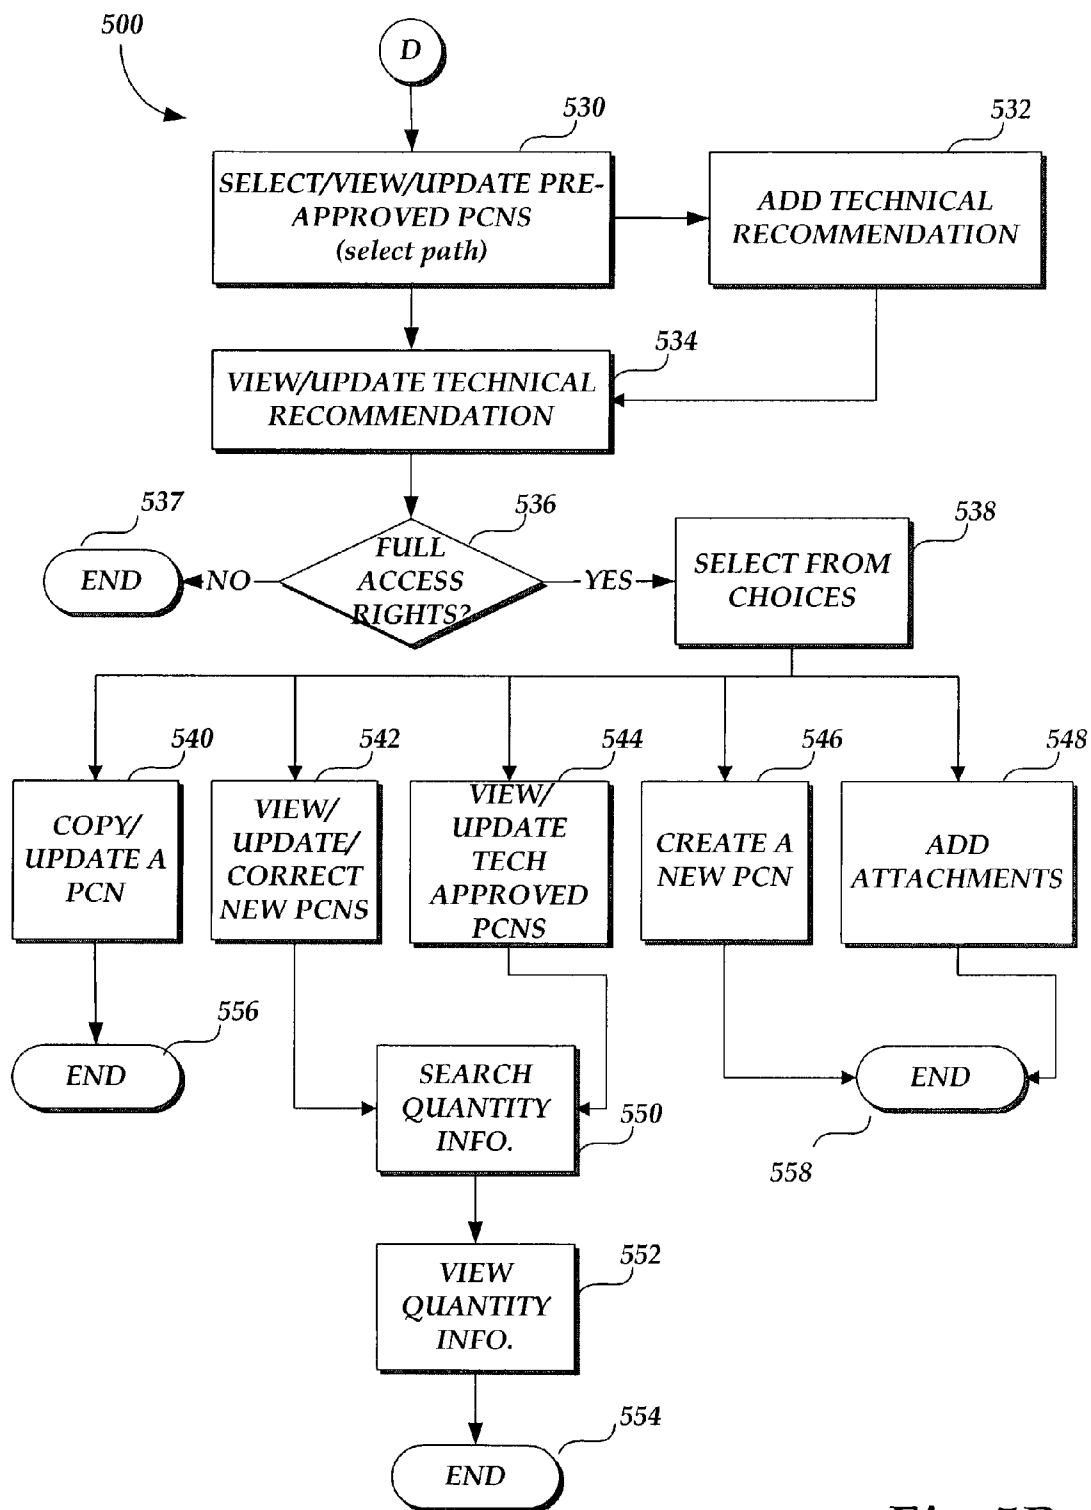 500
D
530
532
SELECT/VIEW/UPDATE PRE-
APPROVED PCNS
(select path)
ADD TECHNICAL
RECOMMENDATION
534
VIEW/UPDATE TECHNICAL
RECOMMENDATION
537
536
538
END
NO
FULL
ACCESS
RIGHTS?
YES
SELECT FROM
CHOICES
540
542
544
546
548
COPY/
UPDATE A
PCN
VIEW/
UPDATE/
CORRECT
NEW PCNS
VIEW/
UPDATE
TECH
APPROVED
PCNS
CREATE A
NEW PCN
ADD
ATTACHMENTS
556
END
SEARCH
QUANTITY
INFO.
550
END
558
VIEW
QUANTITY
INFO.
552
554
END